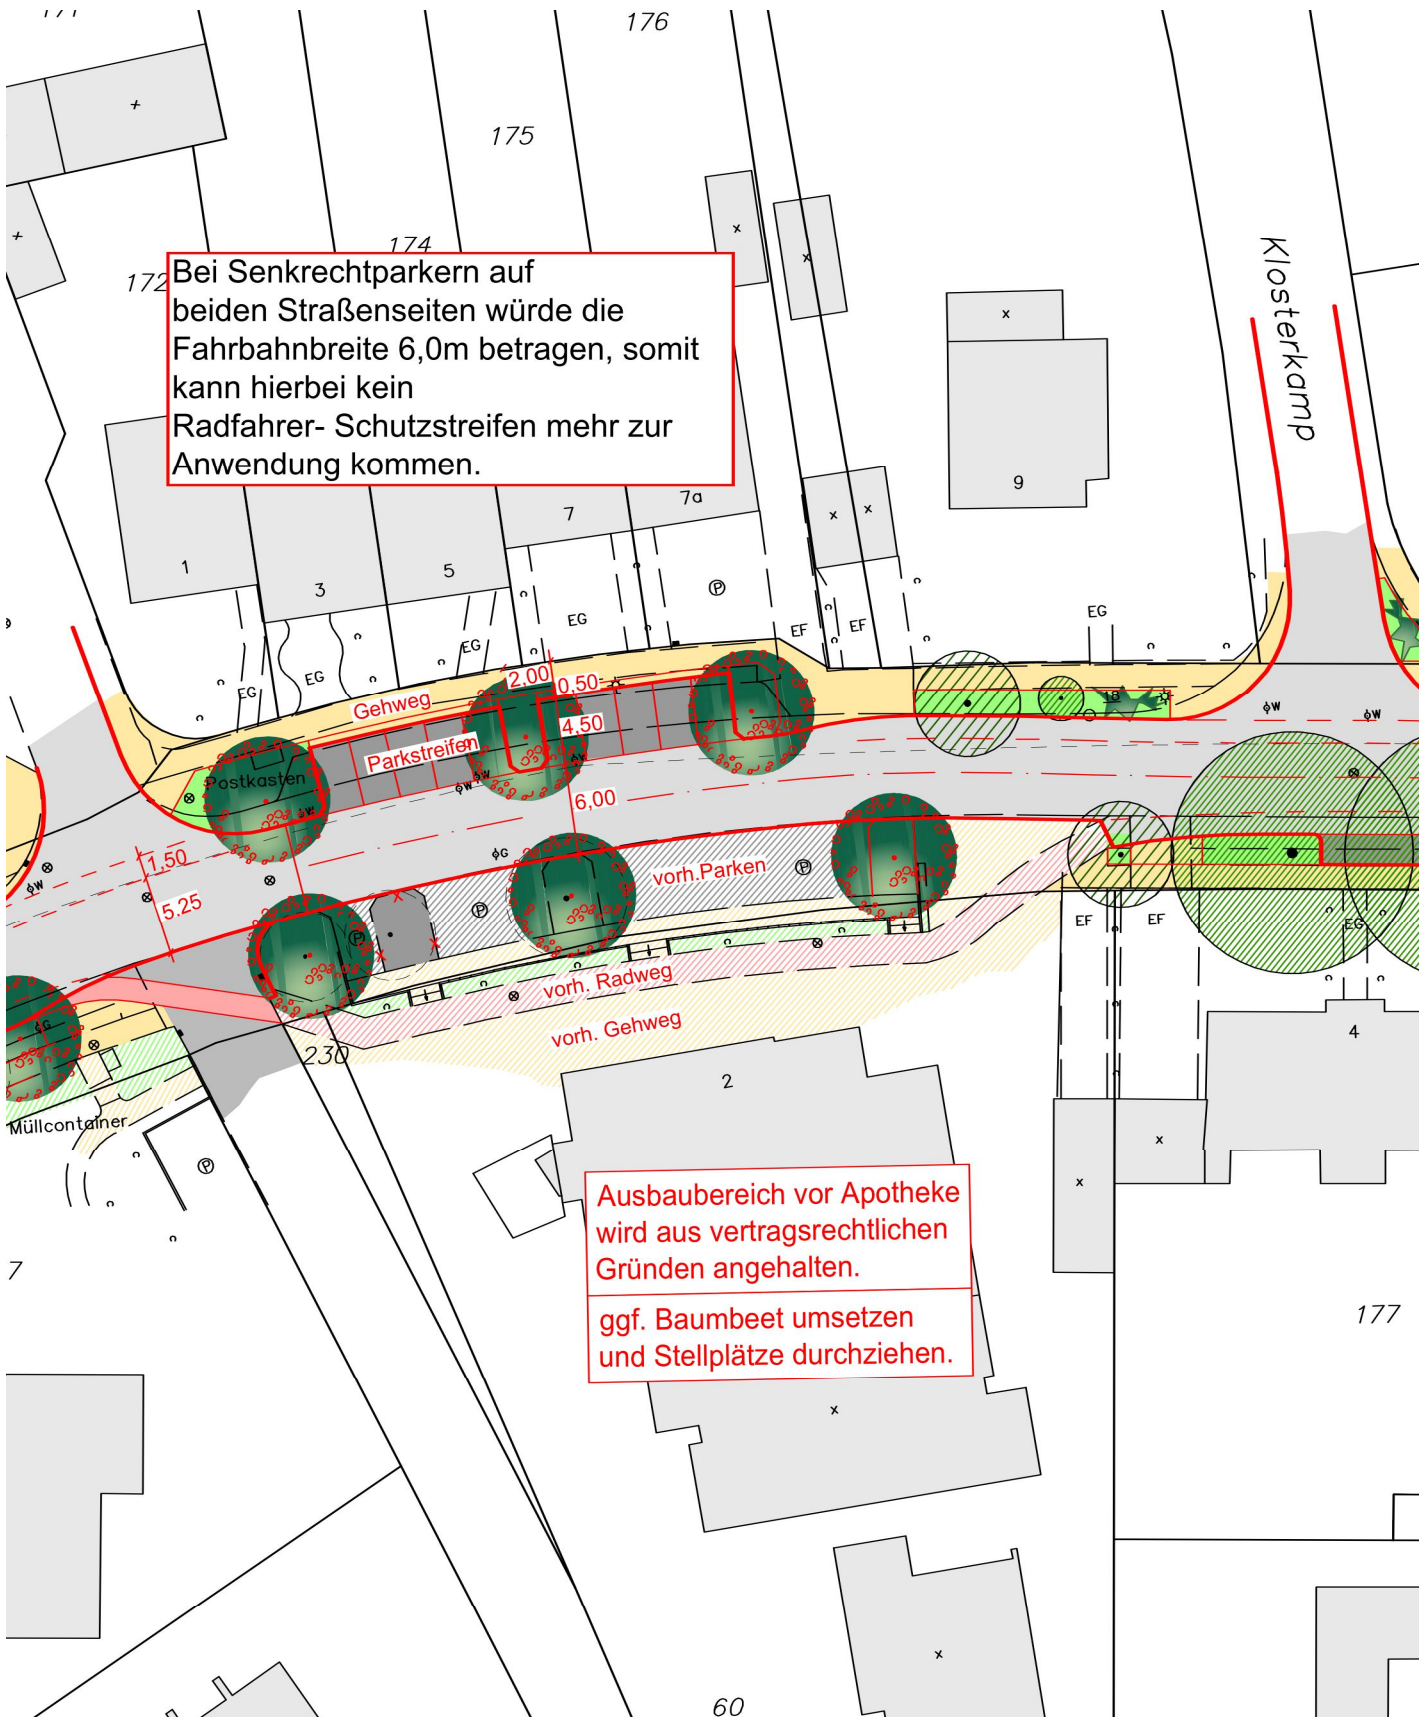 176
175
174
172
Bei Senkrechtparkern auf
beiden Straßenseiten würde die
Fahrbahnbreite 6,0m betragen, somit
kann hierbei kein
Radfahrer- Schutzstreifen mehr zur
Anwendung kommen.
Klosterkamp
9
7a
7
5
3
1
P
EG
EG
EG
EG
EF
EF
EG
2,00
0,50
Gehweg
4,50
Parkstreifen
18
Postkasten
W
W
W
W
W
W
6,00
1,50
G
vorh.Parken
P
W
5.25
P
P
EF
EF
EG
vorh. Radweg
G
vorh. Gehweg
230
2
4
Müllcontainer
P
Ausbaubereich vor Apotheke
wird aus vertragsrechtlichen
Gründen angehalten.
ggf. Baumbeet umsetzen
und Stellplätze durchziehen.
7
177
60